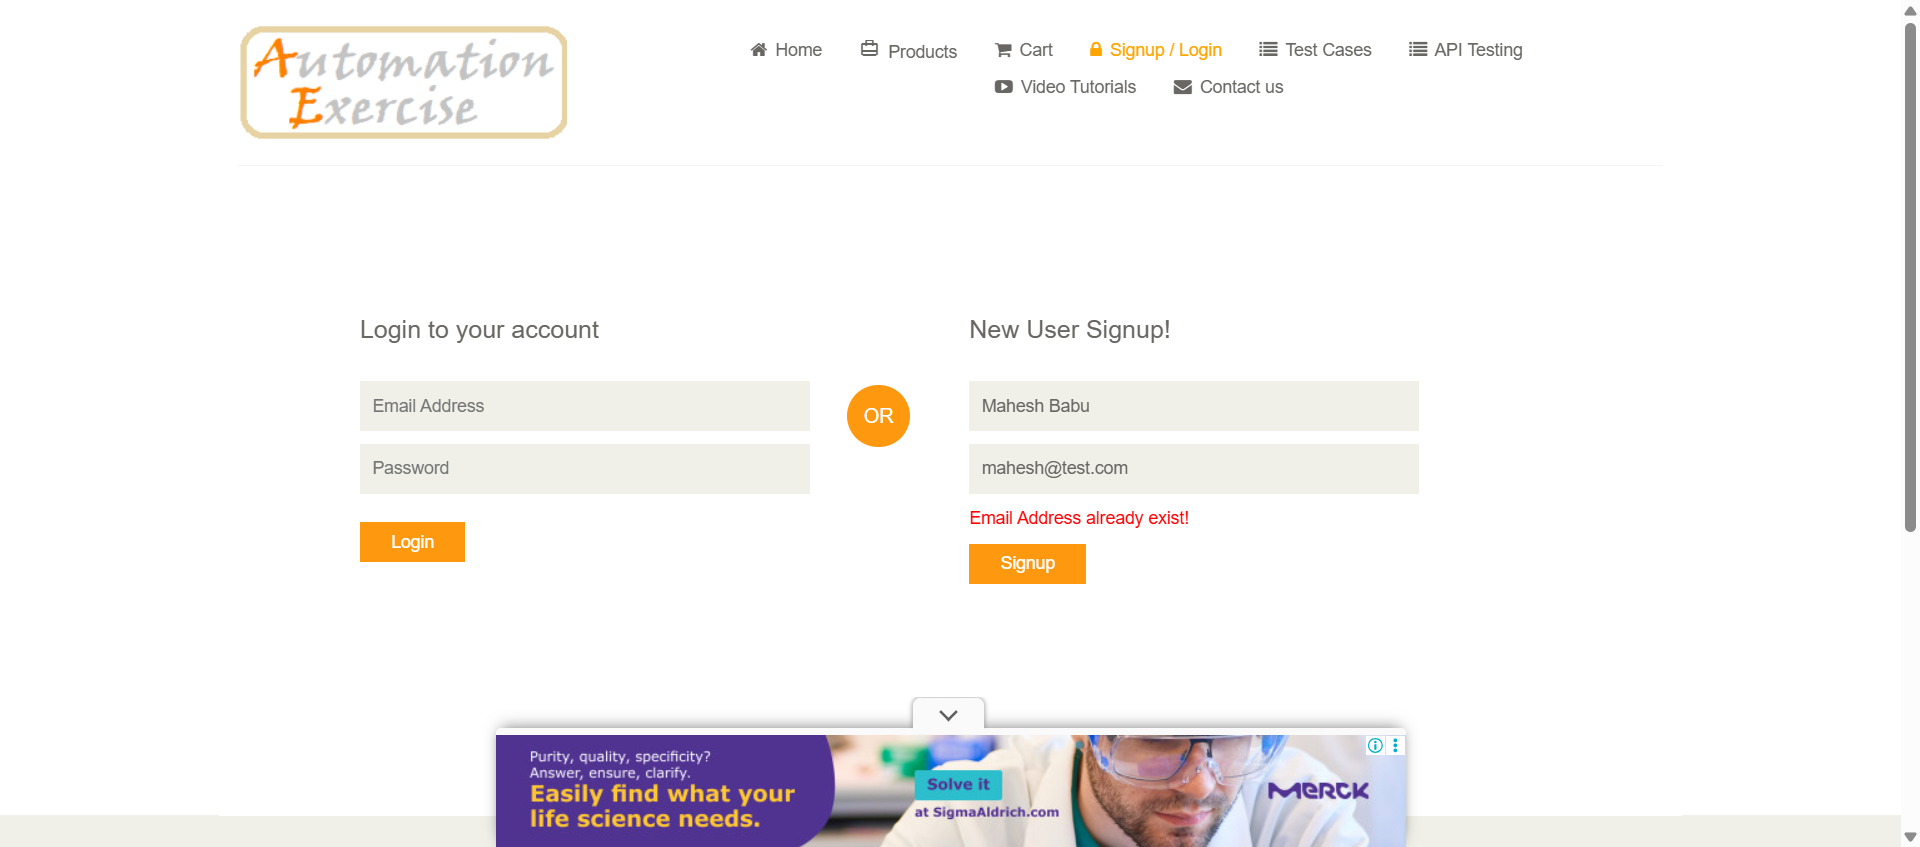 Automation
Exercise
Home
Products
Cart
Signup / Login
Test Cases
API Testing
Video Tutorials
Contact us
Login to your account
Email Address
Password
Login
OR
New User Signup!
Mahesh Babu
mahesh@test.com
Email Address already exist!
Signup
Purity, quality, specificity?
Answer, ensure, clarify.
Easily find what your
life science needs.
Solve it
at SigmaAldrich.com
MERCK